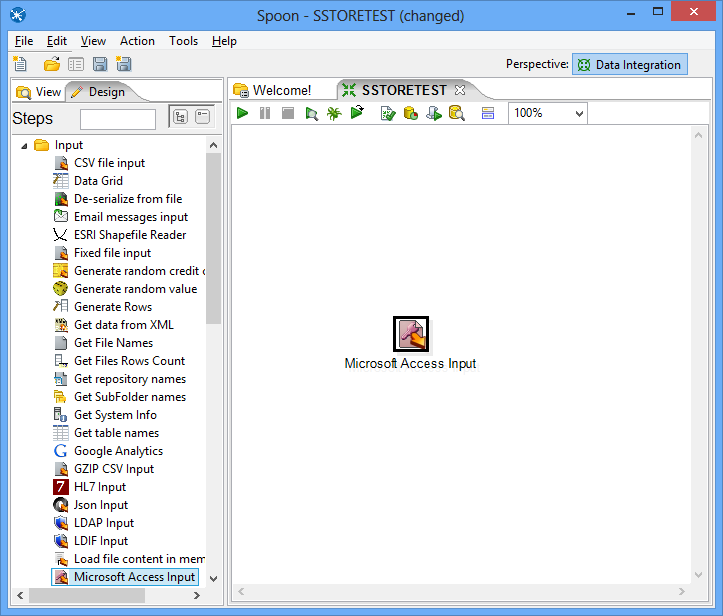 Spoon - SSTORETEST (changed)
File Edit View Action Tools Help
Perspective: Data Integration
View Design
Welcome! SSTORETEST
Steps
100%
Input
CSV file input
Data Grid
De-serialize from file
Email messages input
ESRI Shapefile Reader
Fixed file input
Generate random credit c
Generate random value
Generate Rows
Get data from XML
Get File Names
Get Files Rows Count
Get repository names
Get SubFolder names
Get System Info
Get table names
Google Analytics
GZIP CSV Input
HL7 Input
Json Input
LDAP Input
LDIF Input
Load file content in mem
Microsoft Access Input
Microsoft Access Input